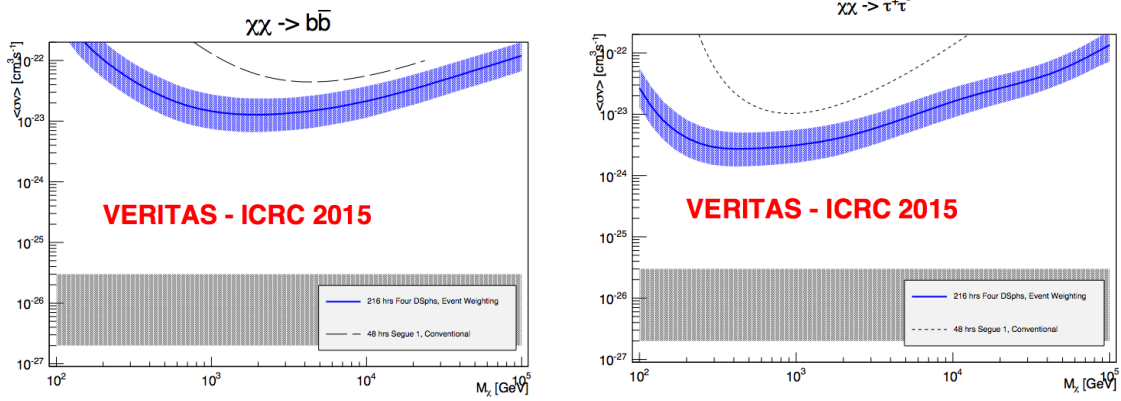 χχ -> bb̄
<σv> [cm³s⁻¹]
10⁻²²
10⁻²³
10⁻²⁴
10⁻²⁵
10⁻²⁶
10⁻²⁷
VERITAS - ICRC 2015
216 hrs Four DSphs, Event Weighting
48 hrs Segue 1, Conventional
10²
10³
10⁴
10⁵
Mχ [GeV]
χχ -> τ⁺τ⁻
<σv> [cm³s⁻¹]
10⁻²²
10⁻²³
10⁻²⁴
10⁻²⁵
10⁻²⁶
10⁻²⁷
VERITAS - ICRC 2015
216 hrs Four DSphs, Event Weighting
48 hrs Segue 1, Conventional
10²
10³
10⁴
10⁵
Mχ [GeV]